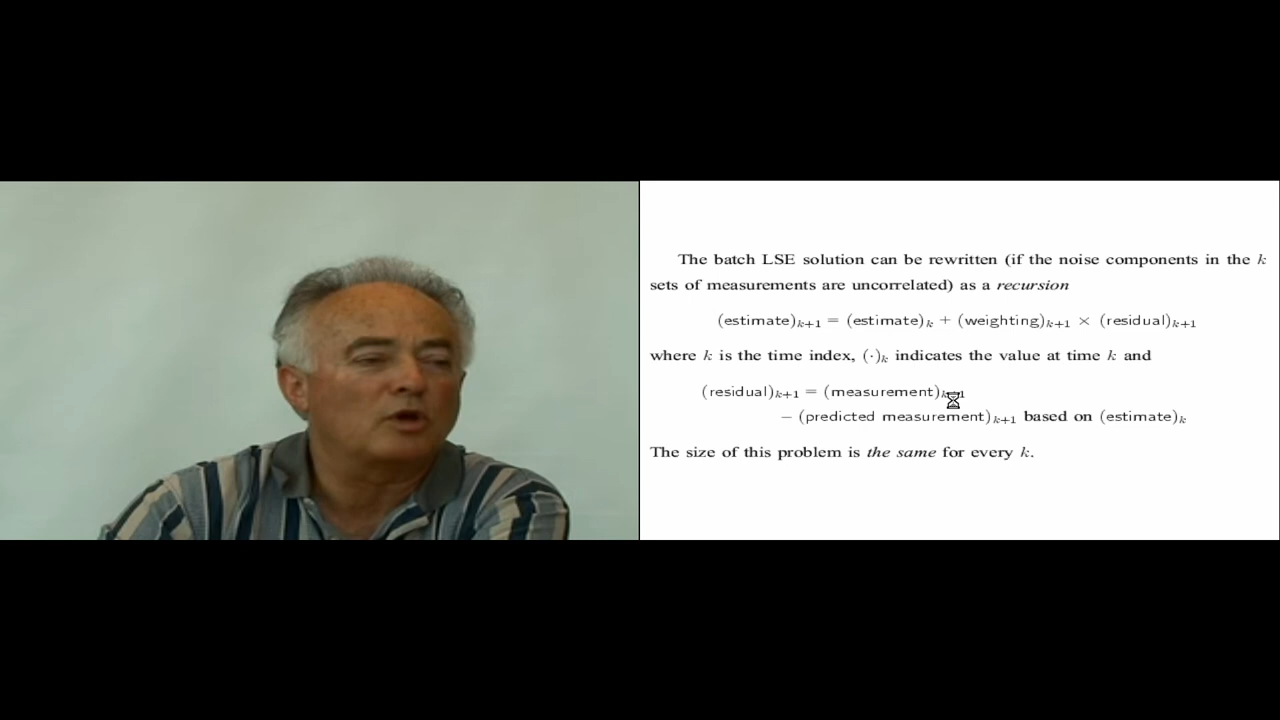 The batch LSE solution can be rewritten (if the noise components in the k
sets of measurements are uncorrelated) as a recursion
(estimate)ₖ₊₁ = (estimate)ₖ + (weighting)ₖ₊₁ × (residual)ₖ₊₁
where k is the time index, (·)ₖ indicates the value at time k and
(residual)ₖ₊₁ = (measurement)ₖ₊₁
− (predicted measurement)ₖ₊₁ based on (estimate)ₖ
The size of this problem is the same for every k.